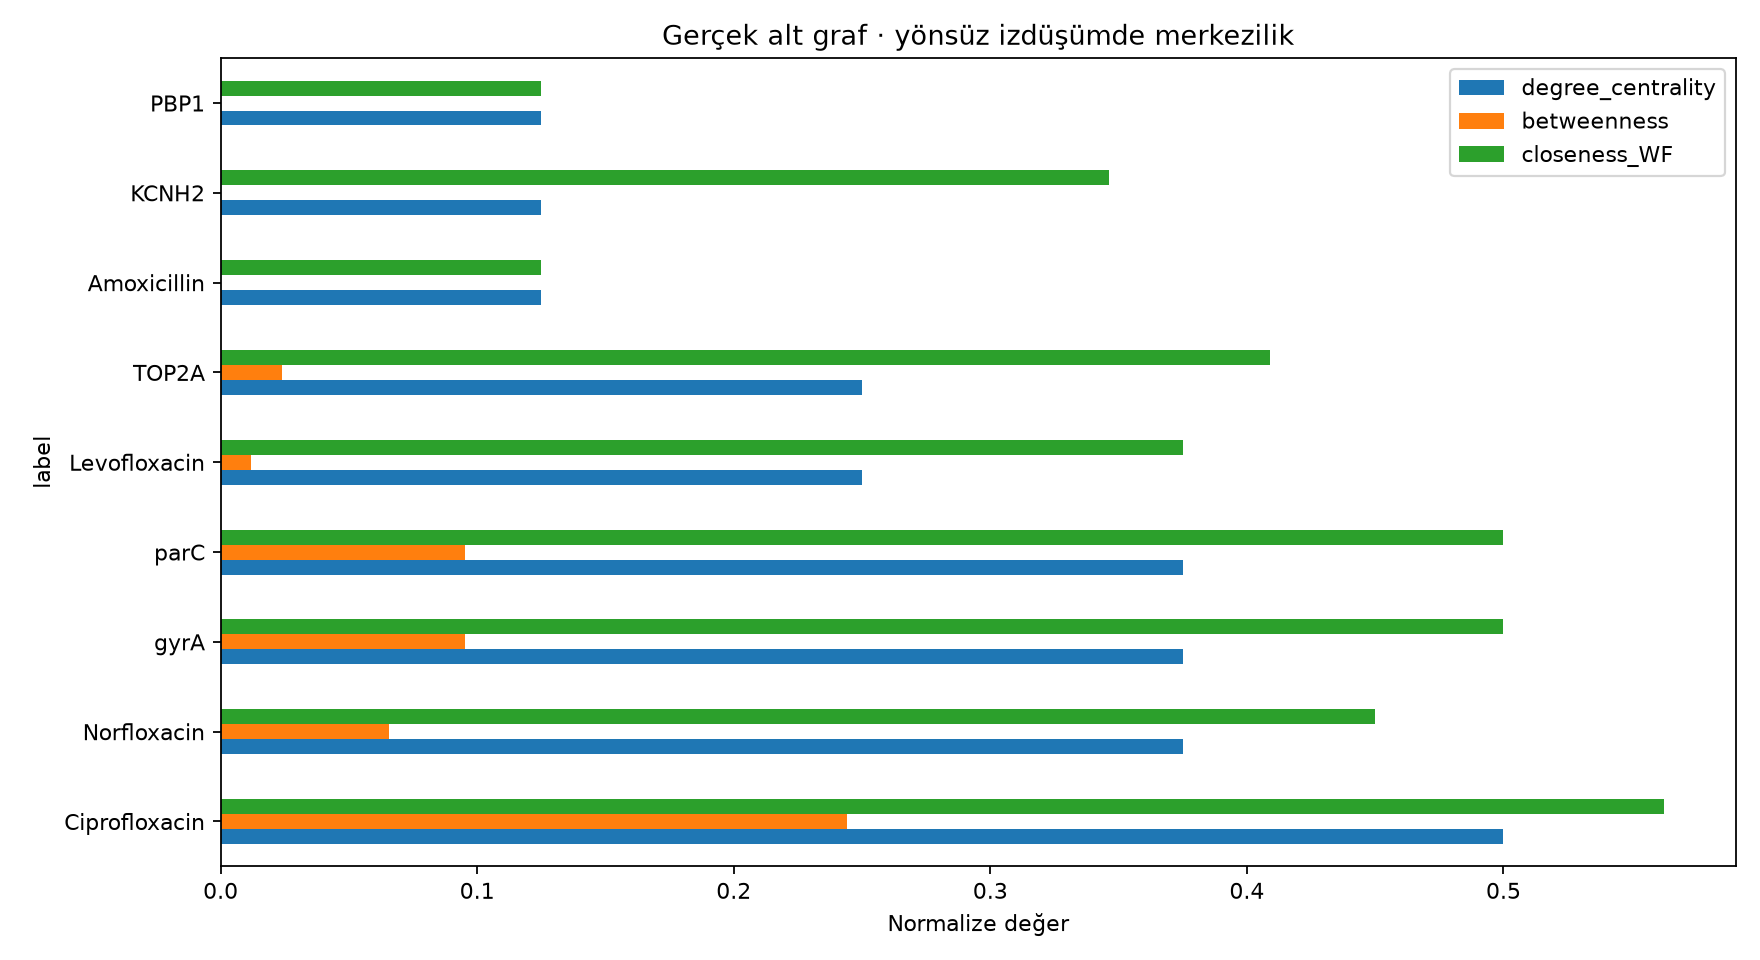 Gerçek alt graf · yönsüz izdüşümde merkezilik
degree_centrality
betweenness
closeness_WF
PBP1
KCNH2
Amoxicillin
TOP2A
Levofloxacin
parC
gyrA
Norfloxacin
Ciprofloxacin
label
0.0 0.1 0.2 0.3 0.4 0.5
Normalize değer